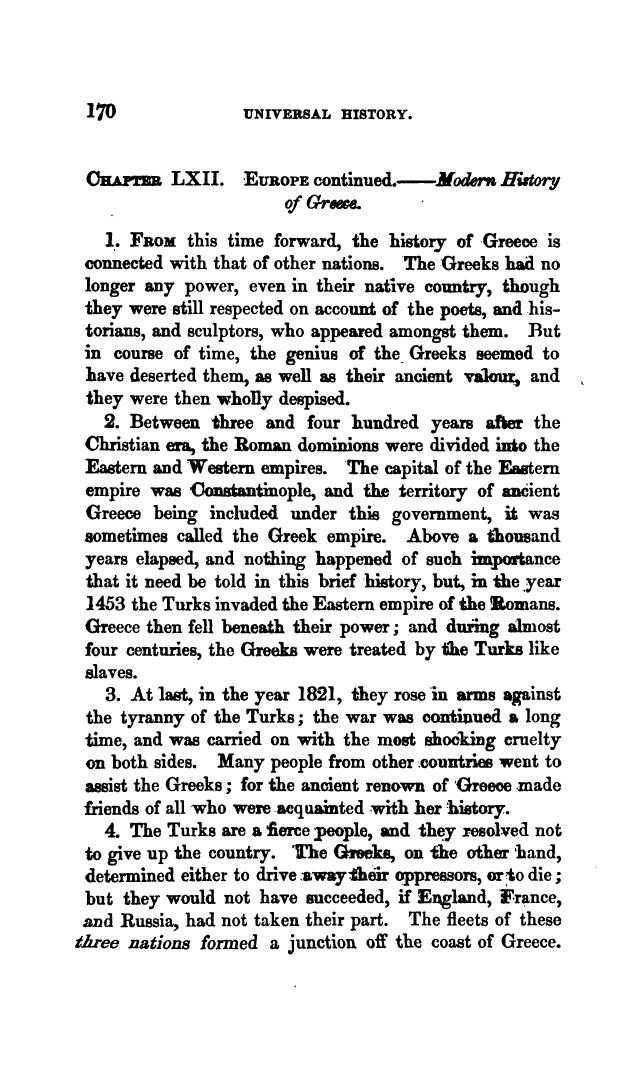 170 UNIVERSAL HISTORY.
CHAPTER LXII. EUROPE continued.——Modern History
of Greece.
1. FROM this time forward, the history of Greece is
connected with that of other nations. The Greeks had no
longer any power, even in their native country, though
they were still respected on account of the poets, and his-
torians, and sculptors, who appeared amongst them. But
in course of time, the genius of the Greeks seemed to
have deserted them, as well as their ancient valour, and
they were then wholly despised.
2. Between three and four hundred years after the
Christian era, the Roman dominions were divided into the
Eastern and Western empires. The capital of the Eastern
empire was Constantinople, and the territory of ancient
Greece being included under this government, it was
sometimes called the Greek empire. Above a thousand
years elapsed, and nothing happened of such importance
that it need be told in this brief history, but, in the year
1453 the Turks invaded the Eastern empire of the Romans.
Greece then fell beneath their power; and during almost
four centuries, the Greeks were treated by the Turks like
slaves.
3. At last, in the year 1821, they rose in arms against
the tyranny of the Turks; the war was continued a long
time, and was carried on with the most shocking cruelty
on both sides. Many people from other countries went to
assist the Greeks; for the ancient renown of Greece made
friends of all who were acquainted with her history.
4. The Turks are a fierce people, and they resolved not
to give up the country. The Greeks, on the other hand,
determined either to drive away their oppressors, or to die;
but they would not have succeeded, if England, France,
and Russia, had not taken their part. The fleets of these
three nations formed a junction off the coast of Greece.